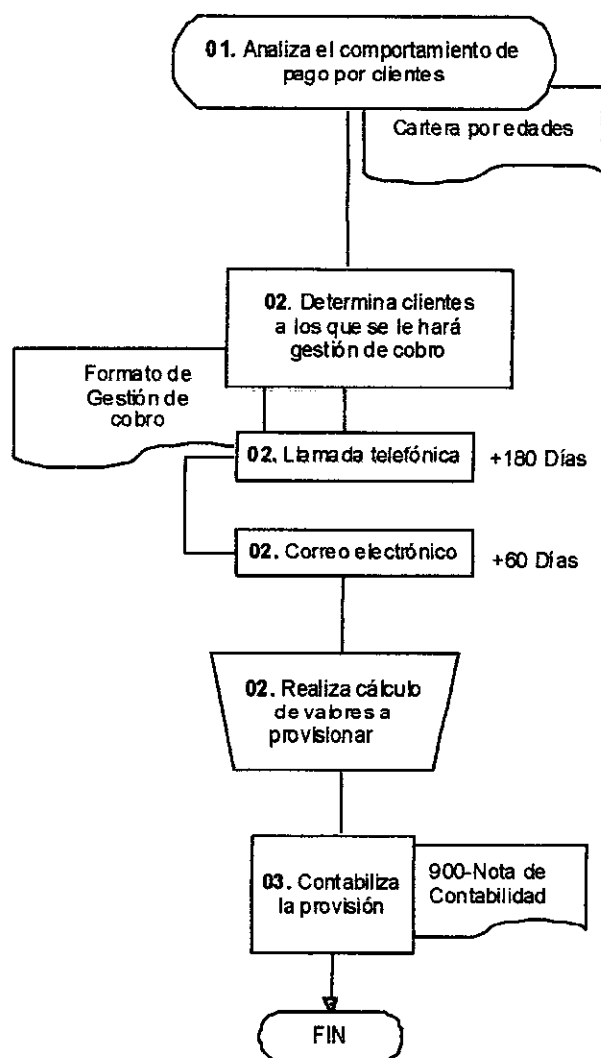 01. Analiza el comportamiento de
pago por clientes
Cartera por edades
02. Determina clientes
a los que se le hará
gestión de cobro
Formato de
Gestión de
cobro
02. Llamada telefónica
+180 Días
02. Correo electrónico
+60 Días
02. Realiza cálculo
de valores a
provisionar
03. Contabiliza
la provisión
900-Nota de
Contabilidad
FIN